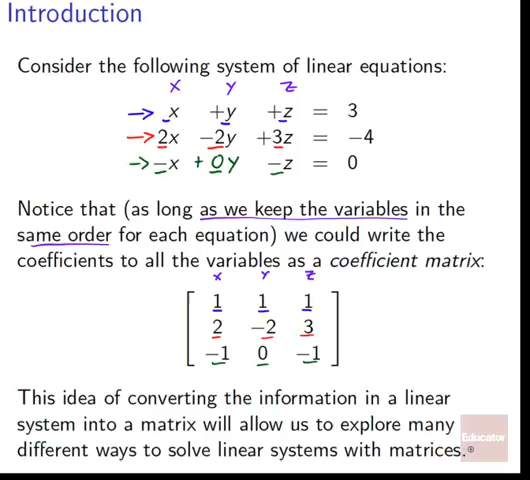 Introduction
Consider the following system of linear equations:
x y z
→ x +y +z = 3
→ 2x −2y +3z = −4
→ −x + 0y −z = 0
Notice that (as long as we keep the variables in the
same order for each equation) we could write the
coefficients to all the variables as a coefficient matrix:
x y z
1 1 1
2 −2 3
−1 0 −1
This idea of converting the information in a linear
system into a matrix will allow us to explore many
different ways to solve linear systems with matrices.
Educator®